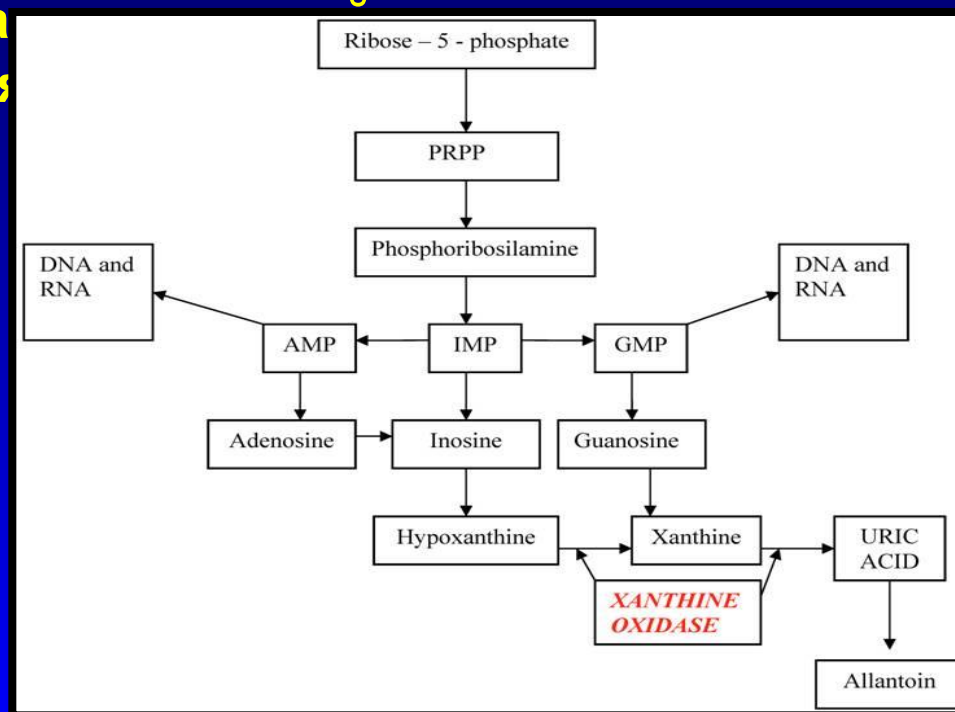 Ribose – 5 - phosphate
PRPP
Phosphoribosilamine
DNA and
RNA
DNA and
RNA
AMP
IMP
GMP
Adenosine
Inosine
Guanosine
Hypoxanthine
Xanthine
URIC
ACID
XANTHINE
OXIDASE
Allantoin